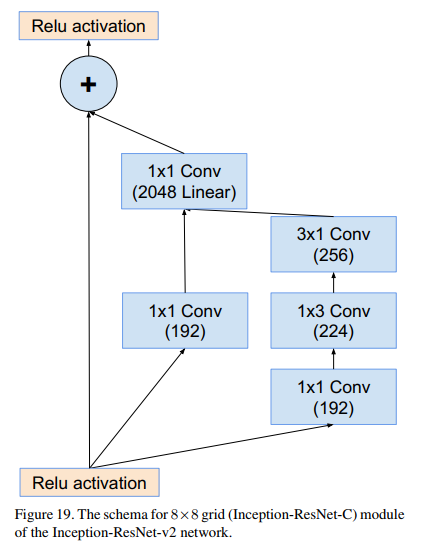 Relu activation
+
1x1 Conv
(2048 Linear)
3x1 Conv
(256)
1x1 Conv
(192)
1x3 Conv
(224)
1x1 Conv
(192)
Relu activation
Figure 19. The schema for 8×8 grid (Inception-ResNet-C) module
of the Inception-ResNet-v2 network.